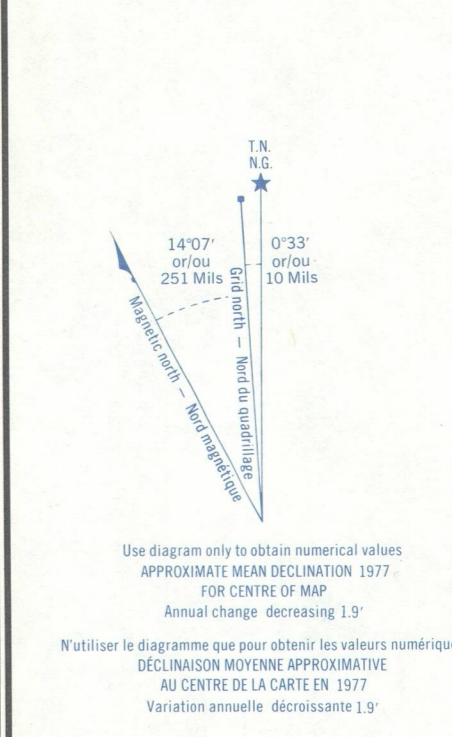 T.N.
N.G.
14°07'
or/ou
251 Mils
0°33'
or/ou
10 Mils
Magnetic north — Nord magnétique
Grid north — Nord du quadrillage
Use diagram only to obtain numerical values
APPROXIMATE MEAN DECLINATION 1977
FOR CENTRE OF MAP
Annual change decreasing 1.9'
N'utiliser le diagramme que pour obtenir les valeurs numérique
DÉCLINAISON MOYENNE APPROXIMATIVE
AU CENTRE DE LA CARTE EN 1977
Variation annuelle décroissante 1.9'